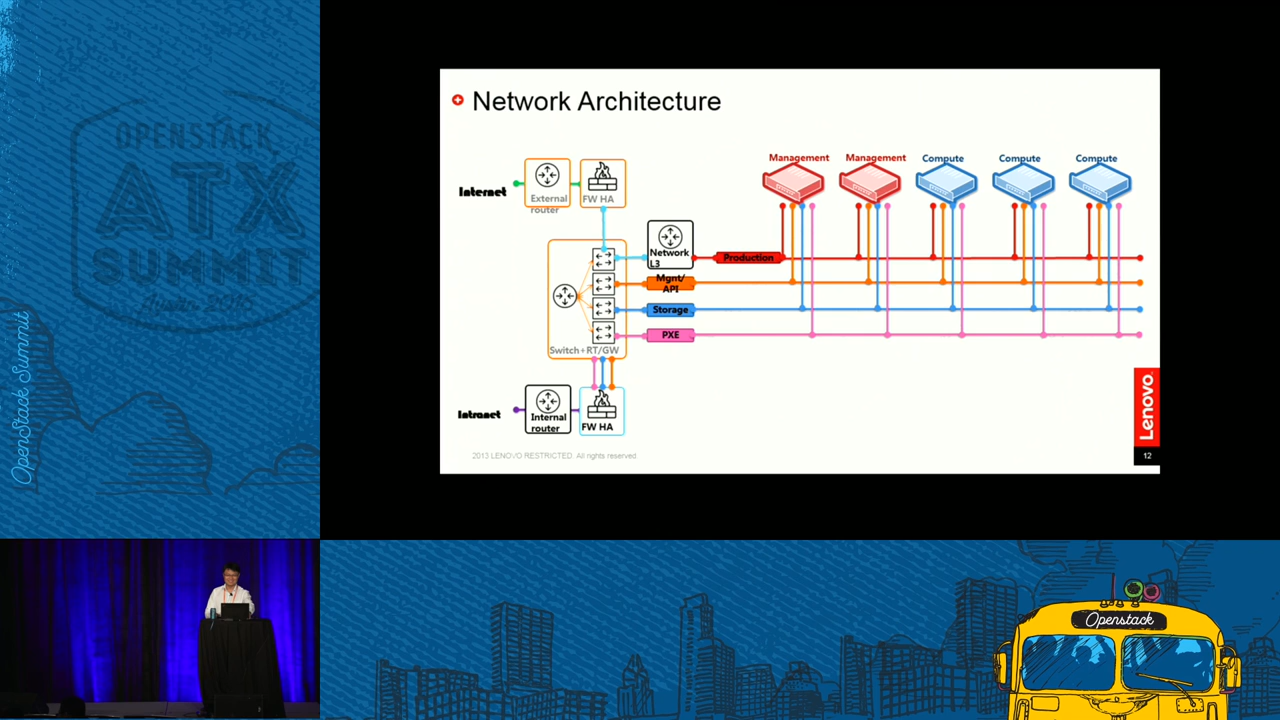 OPENSTACK
ATX
SUMMIT
OpenStack Summit
Network Architecture
Internet
External
router
FW HA
Network
L3
Production
Mgnt/
API
Storage
PXE
Switch+RT/GW
Management
Management
Compute
Compute
Compute
Intranet
Internal
router
FW HA
Lenovo
2013 LENOVO RESTRICTED. All rights reserved
12
Openstack